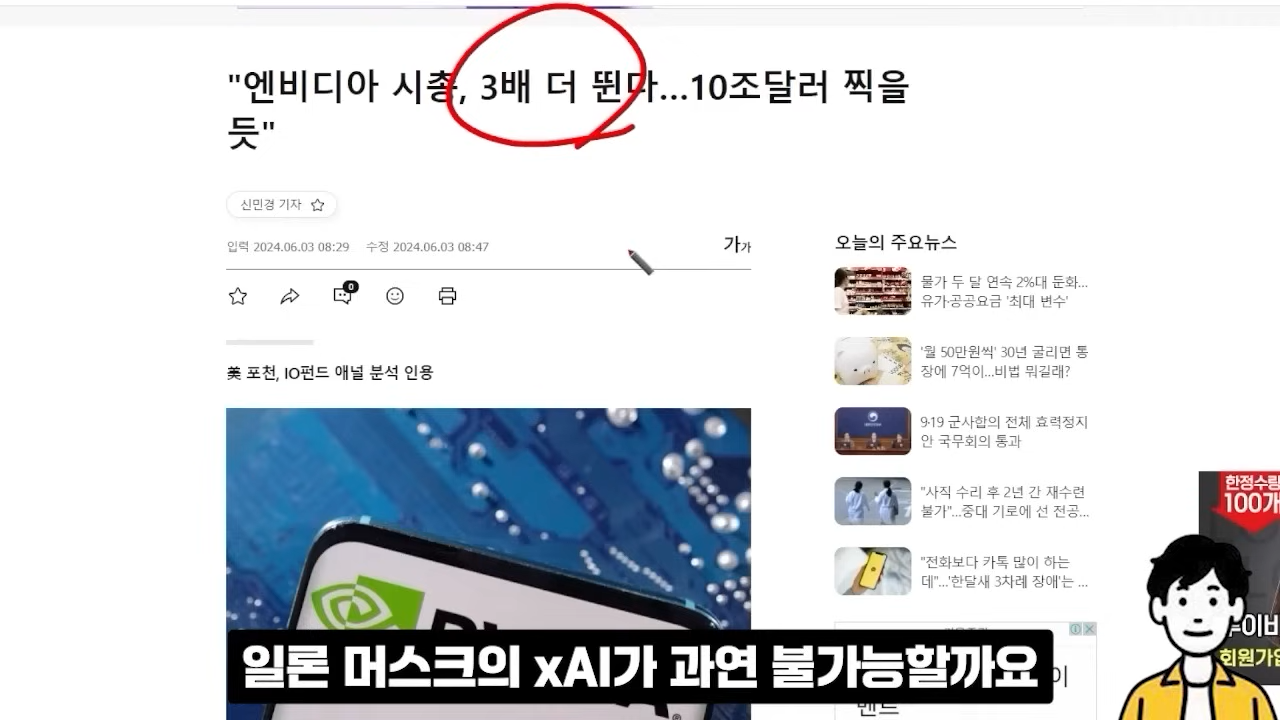 "엔비디아 시총, 3배 더 뛴다…10조달러 찍을
듯"
신민경 기자
입력 2024.06.03 08:29 수정 2024.06.03 08:47
가가
0
美 포천, IO펀드 애널 분석 인용
오늘의 주요뉴스
물가 두 달 연속 2%대 둔화…
유가·공공요금 '최대 변수'
'월 50만원씩' 30년 굴리면 통
장에 7억이…비법 뭐길래?
9·19 군사합의 전체 효력정지
안 국무회의 통과
"사직 수리 후 2년 간 재수련
불가"…중대 기로에 선 전공…
"전화보다 카톡 많이 하는
데"…'한달새 3차례 장애'는 …
한정수량
100개
회원가입
이
벤트
일론 머스크의 xAI가 과연 불가능할까요